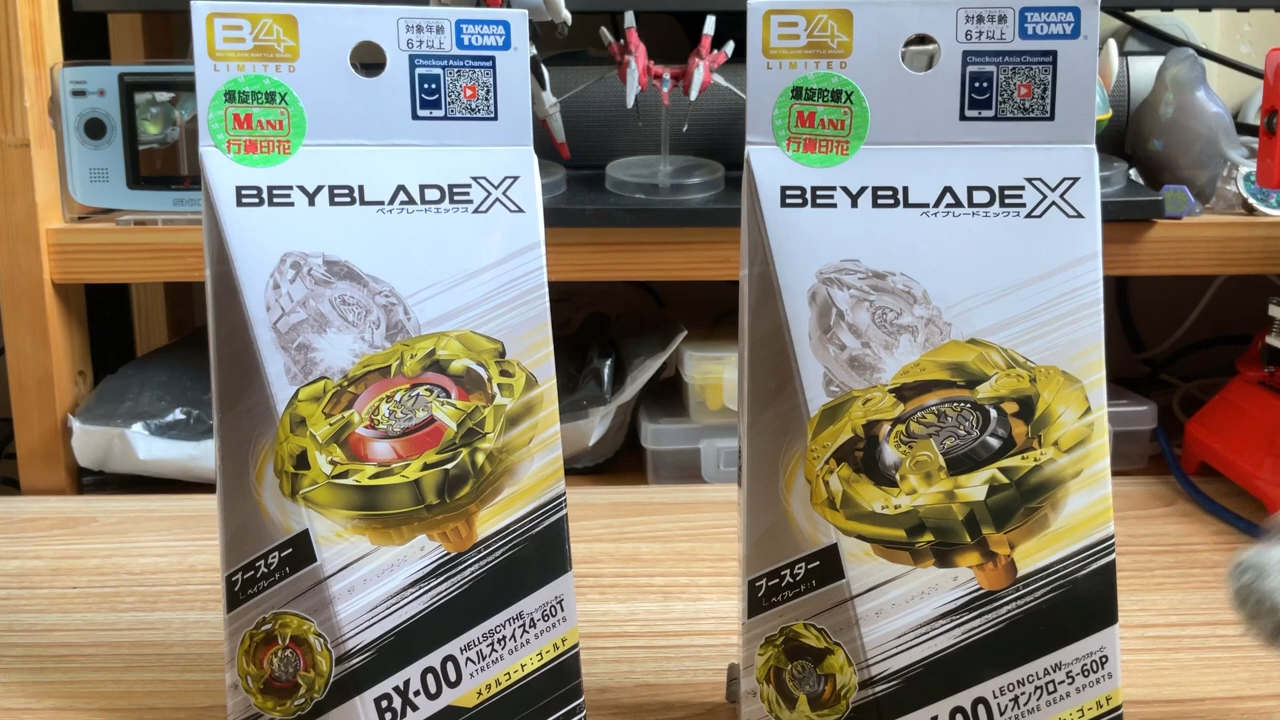 B4
BEYBLADE BATTLE BASE
LIMITED
対象年齢
6才以上
TAKARA
TOMY
Checkout Asia Channel
爆旋陀螺X
MANI
行貨印花
BEYBLADE X
ベイブレードエックス
ブースター
ベイブレード:1
BX-00
HELLSSCYTHE
ヘルズサイズ4-60T
XTREME GEAR SPORTS
メタルコート:ゴールド
B4
BEYBLADE BATTLE BASE
LIMITED
対象年齢
6才以上
TAKARA
TOMY
Checkout Asia Channel
爆旋陀螺X
MANI
行貨印花
BEYBLADE X
ベイブレードエックス
ブースター
ベイブレード:1
LEONCLAW
レオンクロー5-60P
XTREME GEAR SPORTS